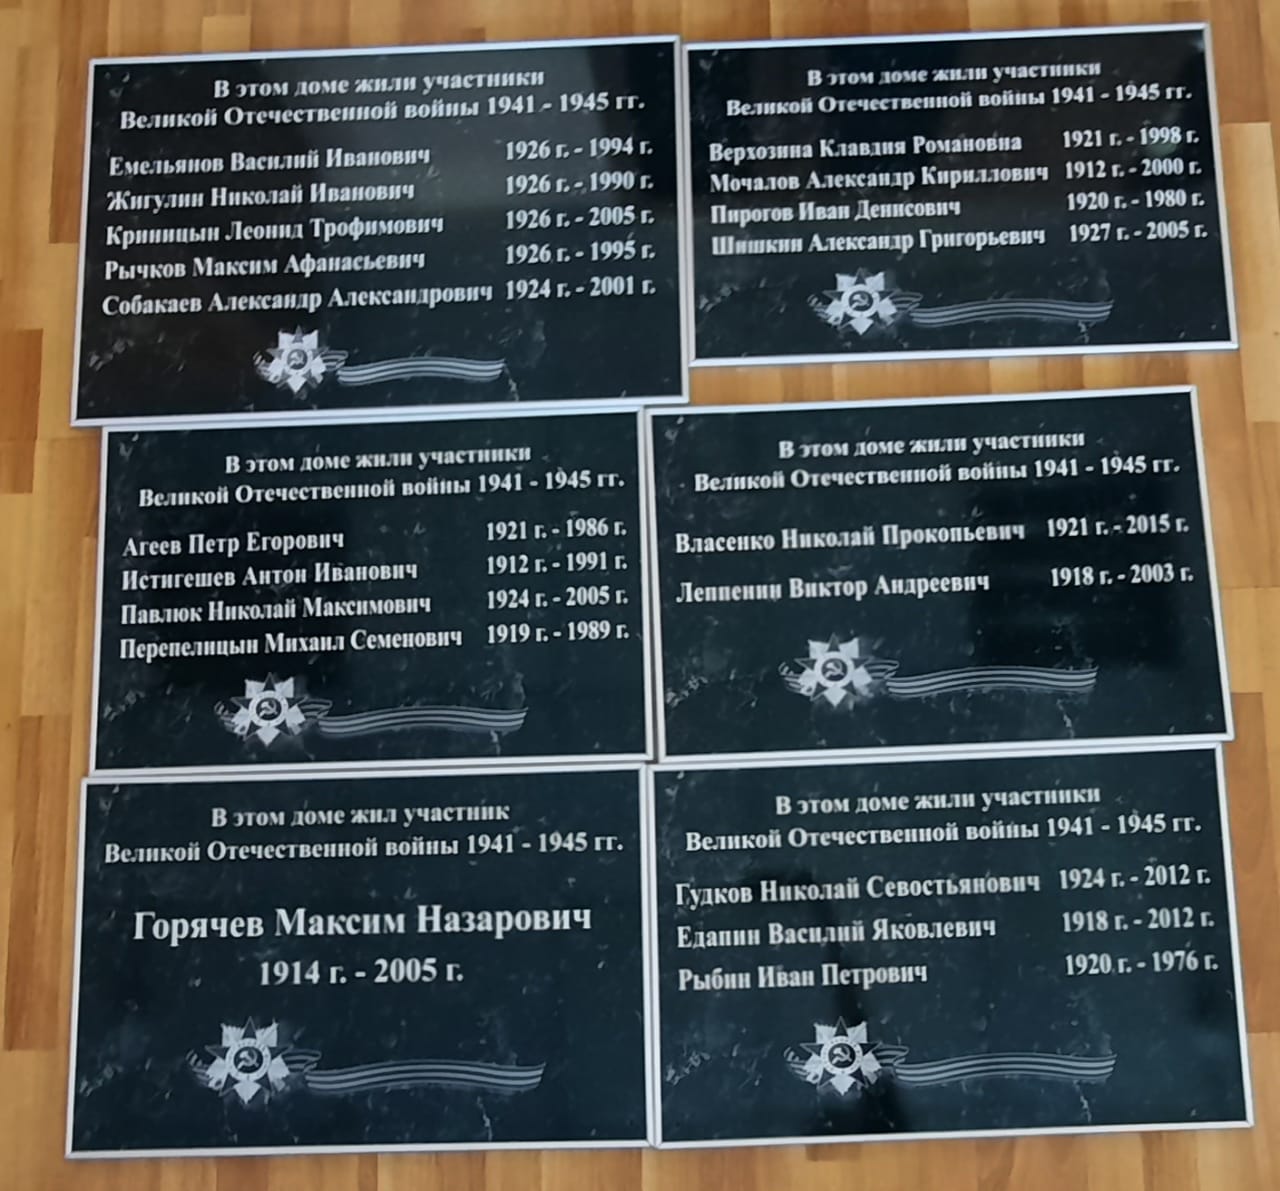 В этом доме жили участники
Великой Отечественной войны 1941 - 1945 гг.
Емельянов Василий Иванович 1926 г. - 1994 г.
Жигулин Николай Иванович 1926 г. - 1990 г.
Криницын Леонид Трофимович 1926 г. - 2005 г.
Рычков Максим Афанасьевич 1926 г. - 1995 г.
Собакаев Александр Александрович 1924 г. - 2001 г.
В этом доме жили участники
Великой Отечественной войны 1941 - 1945 гг.
Верхозина Клавдия Романовна 1921 г. - 1998 г.
Мочалов Александр Кириллович 1912 г. - 2000 г.
Пирогов Иван Денисович 1920 г. - 1980 г.
Шишкин Александр Григорьевич 1927 г. - 2005 г.
В этом доме жили участники
Великой Отечественной войны 1941 - 1945 гг.
Агеев Петр Егорович 1921 г. - 1986 г.
Истигешев Антон Иванович 1912 г. - 1991 г.
Павлюк Николай Максимович 1924 г. - 2005 г.
Перепелицын Михаил Семенович 1919 г. - 1989 г.
В этом доме жили участники
Великой Отечественной войны 1941 - 1945 гг.
Власенко Николай Прокопьевич 1921 г. - 2015 г.
Леппенин Виктор Андреевич 1918 г. - 2003 г.
В этом доме жил участник
Великой Отечественной войны 1941 - 1945 гг.
Горячев Максим Назарович
1914 г. - 2005 г.
В этом доме жили участники
Великой Отечественной войны 1941 - 1945 гг.
Гудков Николай Севостьянович 1924 г. - 2012 г.
Едапин Василий Яковлевич 1918 г. - 2012 г.
Рыбин Иван Петрович 1920 г. - 1976 г.